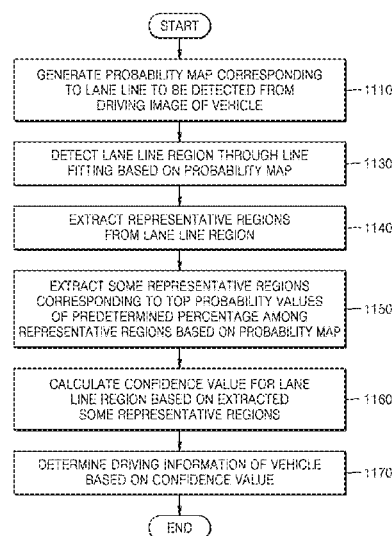 START
GENERATE PROBABILITY MAP CORRESPONDING
TO LANE LINE TO BE DETECTED FROM
DRIVING IMAGE OF VEHICLE
1110
DETECT LANE LINE REGION THROUGH LINE
FITTING BASED ON PROBABILITY MAP
1130
EXTRACT REPRESENTATIVE REGIONS
FROM LANE LINE REGION
1140
EXTRACT SOME REPRESENTATIVE REGIONS
CORRESPONDING TO TOP PROBABILITY VALUES
OF PREDETERMINED PERCENTAGE AMONG
REPRESENTATIVE REGIONS BASED ON PROBABILITY MAP
1150
CALCULATE CONFIDENCE VALUE FOR LANE
LINE REGION BASED ON EXTRACTED
SOME REPRESENTATIVE REGIONS
1160
DETERMINE DRIVING INFORMATION OF VEHICLE
BASED ON CONFIDENCE VALUE
1170
END